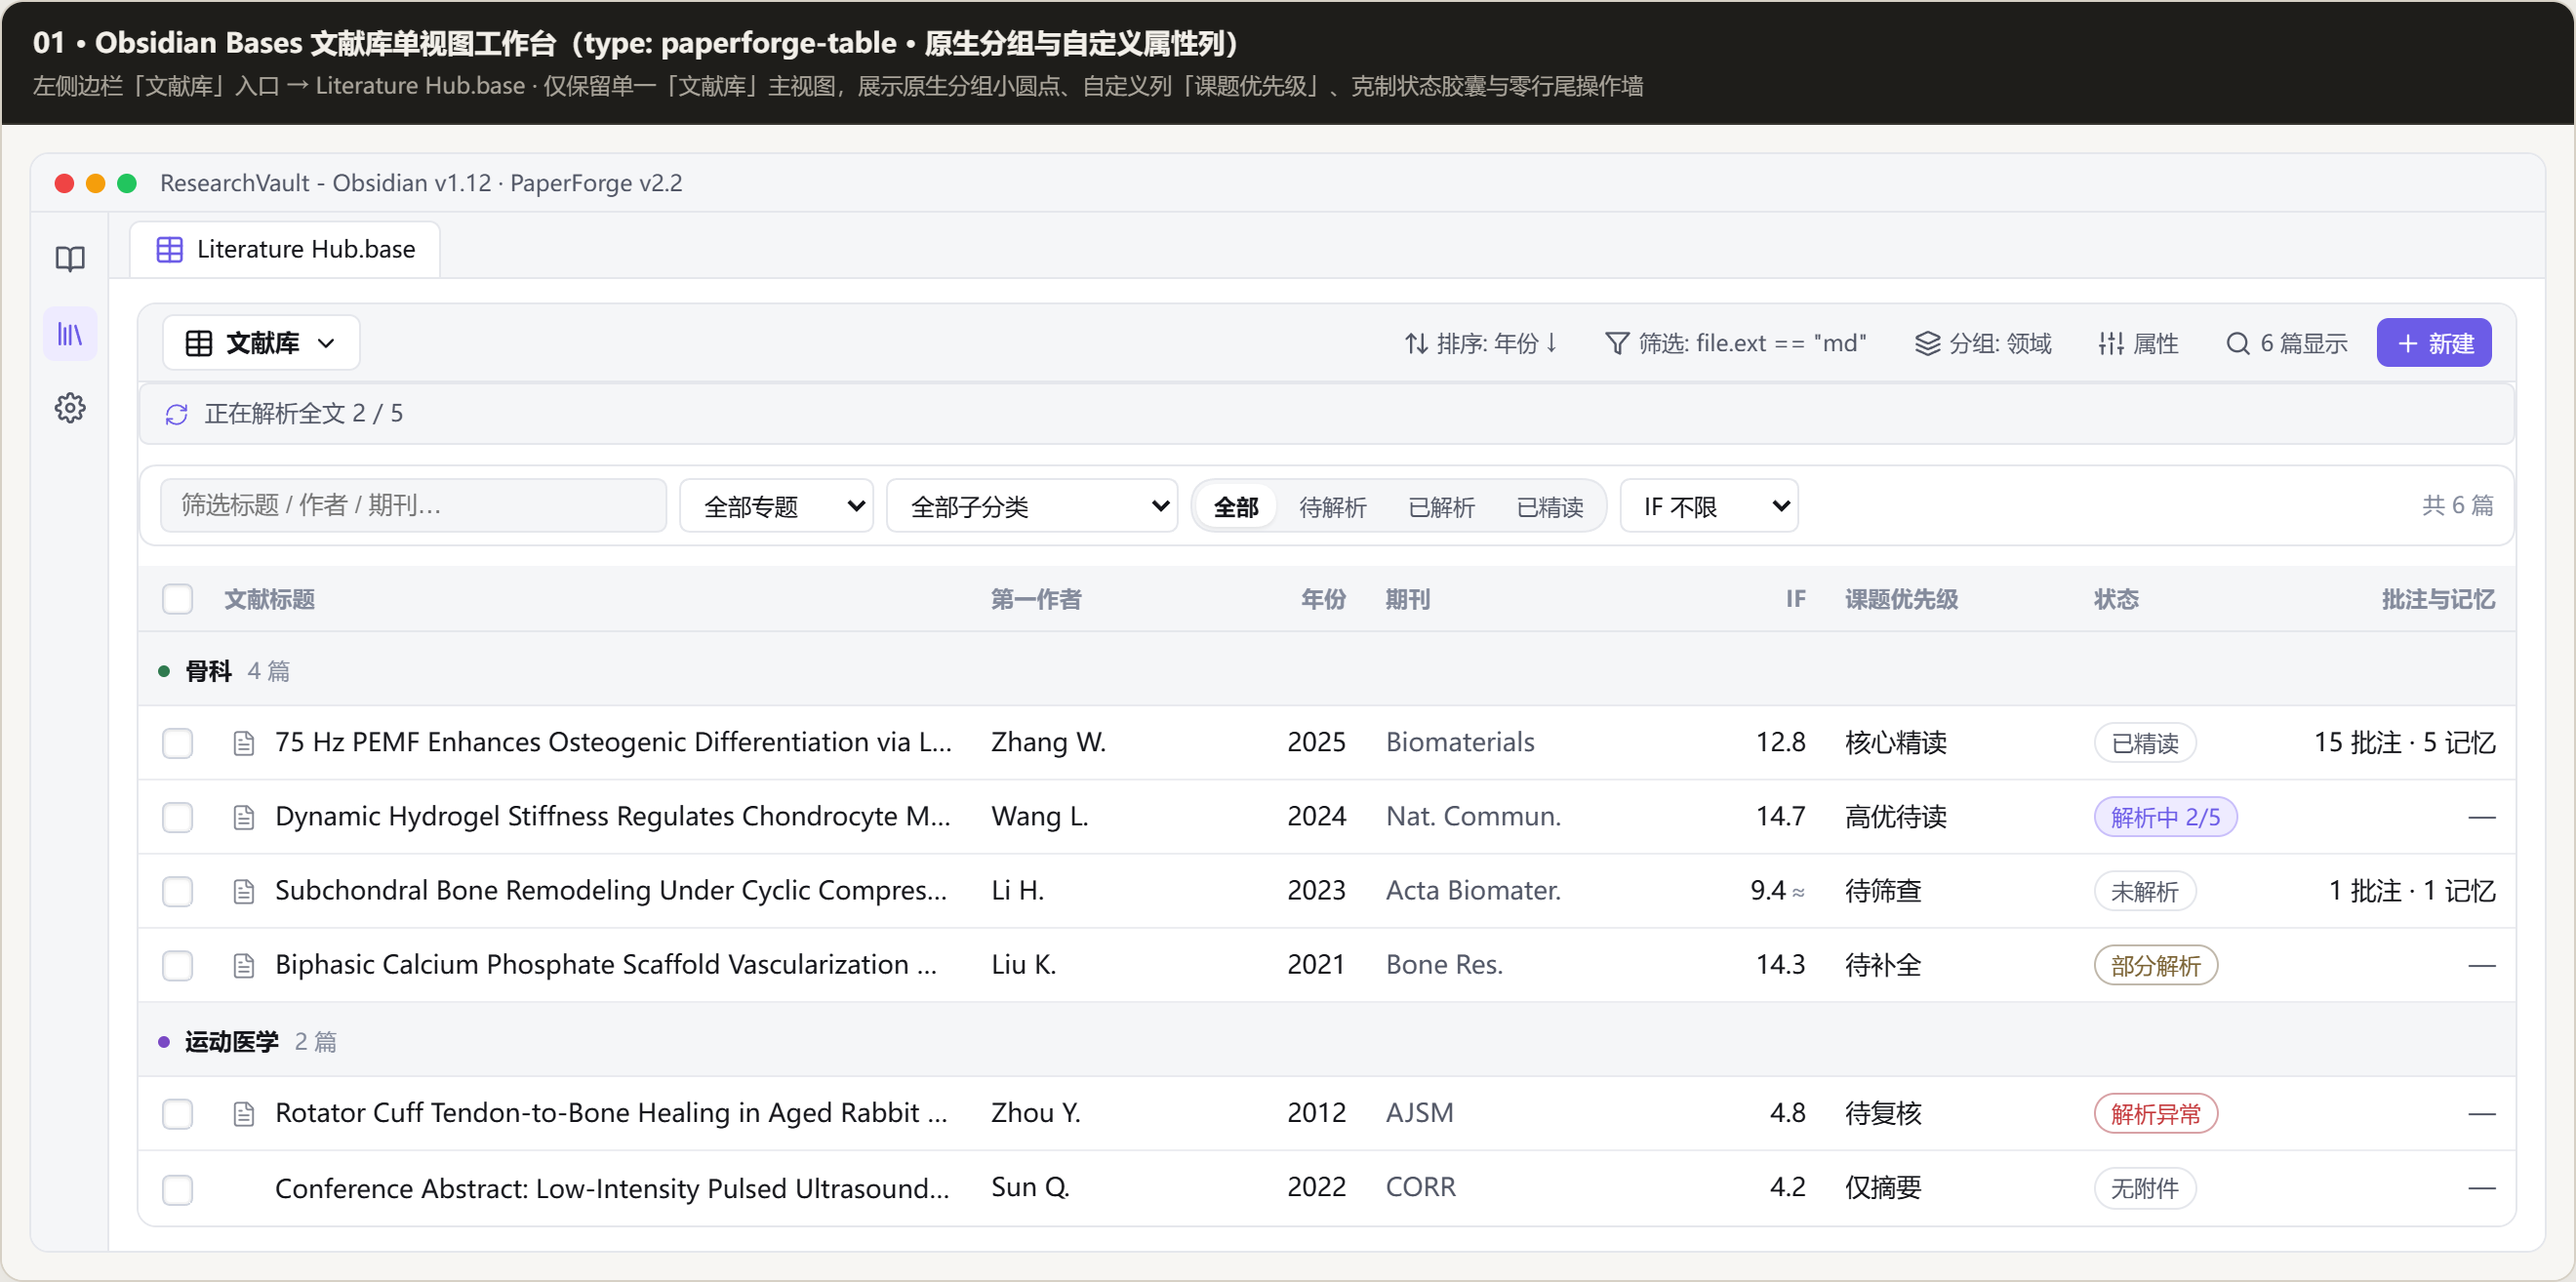 01 • Obsidian Bases 文献库单视图工作台（type: paperforge-table • 原生分组与自定义属性列）
左侧边栏「文献库」入口 → Literature Hub.base · 仅保留单一「文献库」主视图，展示原生分组小圆点、自定义列「课题优先级」、克制状态胶囊与零行尾操作墙
ResearchVault - Obsidian v1.12 · PaperForge v2.2
Literature Hub.base
文献库 排序: 年份↓ 筛选: file.ext == "md" 分组: 领域 属性 6 篇显示 + 新建
正在解析全文 2 / 5
筛选标题 / 作者 / 期刊... 全部专题 全部子分类 全部 待解析 已解析 已精读 IF 不限 共 6 篇
文献标题 第一作者 年份 期刊 IF 课题优先级 状态 批注与记忆
骨科 4 篇
75 Hz PEMF Enhances Osteogenic Differentiation via L... Zhang W. 2025 Biomaterials 12.8 核心精读 已精读 15 批注 · 5 记忆
Dynamic Hydrogel Stiffness Regulates Chondrocyte M... Wang L. 2024 Nat. Commun. 14.7 高优待读 解析中 2/5 —
Subchondral Bone Remodeling Under Cyclic Compres... Li H. 2023 Acta Biomater. 9.4 ≈ 待筛查 未解析 1 批注 · 1 记忆
Biphasic Calcium Phosphate Scaffold Vascularization ... Liu K. 2021 Bone Res. 14.3 待补全 部分解析 —
运动医学 2 篇
Rotator Cuff Tendon-to-Bone Healing in Aged Rabbit ... Zhou Y. 2012 AJSM 4.8 待复核 解析异常 —
Conference Abstract: Low-Intensity Pulsed Ultrasound... Sun Q. 2022 CORR 4.2 仅摘要 无附件 —